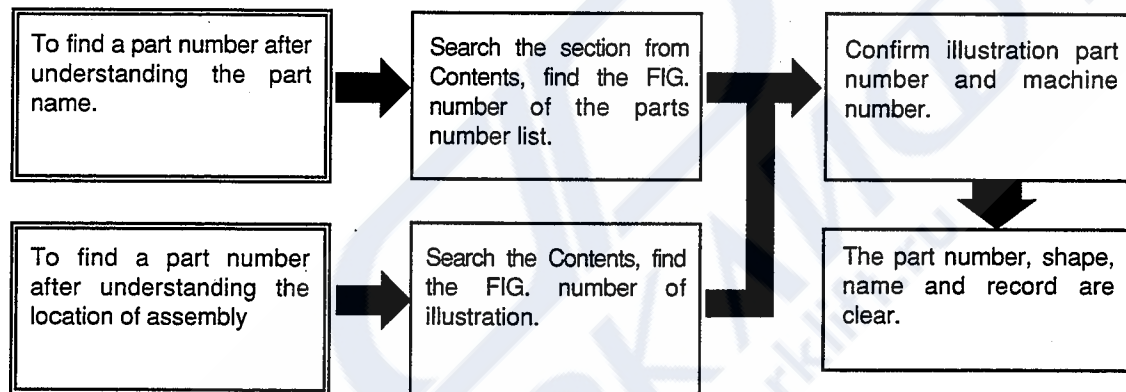 To find a part number after
understanding the part
name.
Search the section from
Contents, find the FIG.
number of the parts
number list.
Confirm illustration part
number and machine
number.
To find a part number
after understanding the
location of assembly
Search the Contents, find
the FIG. number of
illustration.
The part number, shape,
name and record are
clear.